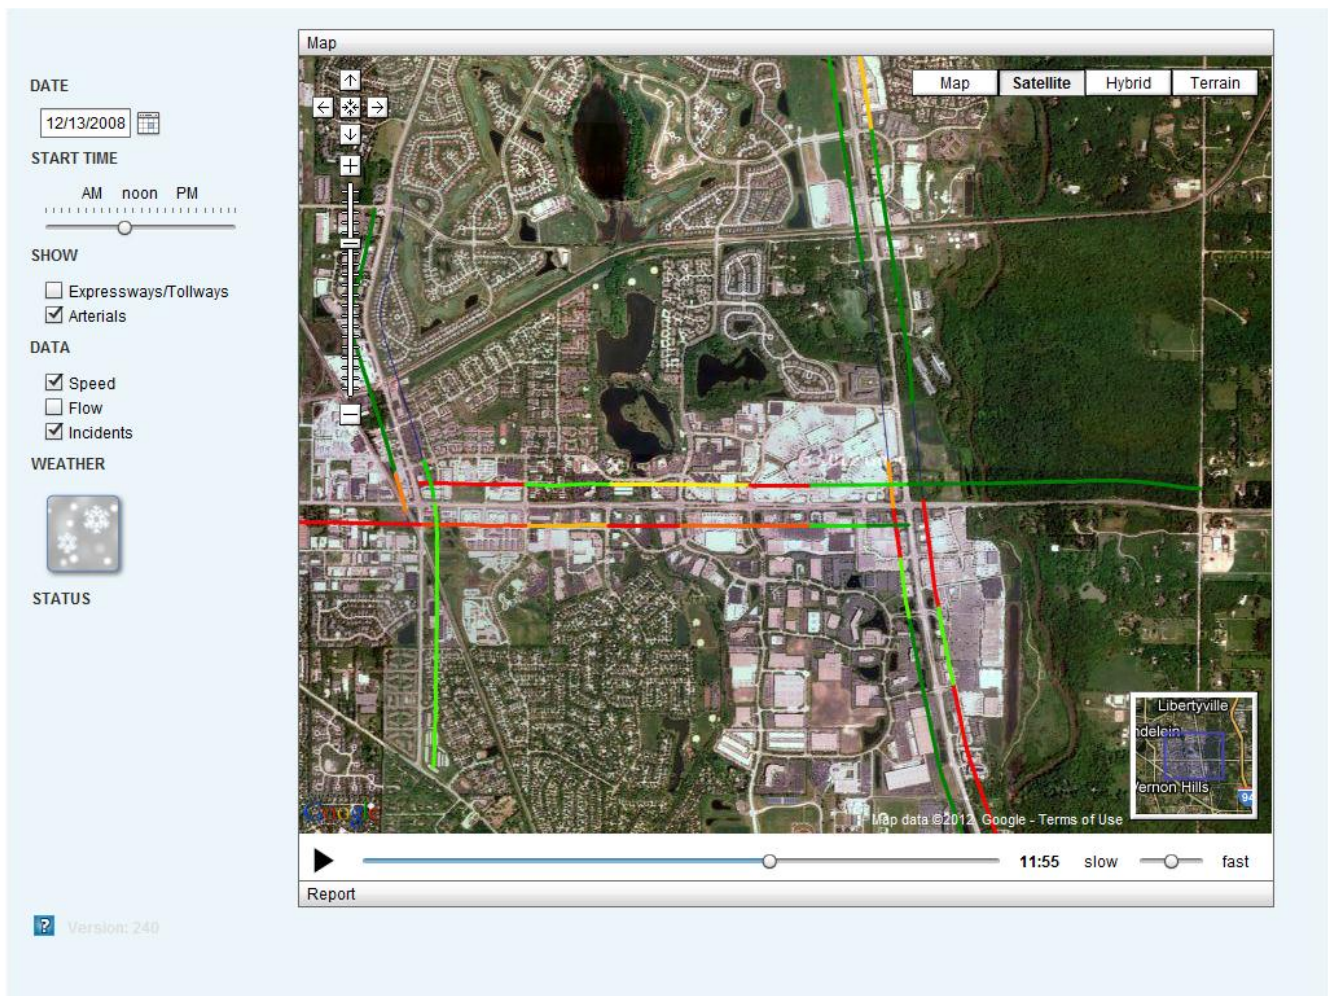 Map
DATE
12/13/2008
START TIME
AM noon PM
SHOW
Expressways/Tollways
Arterials
DATA
Speed
Flow
Incidents
WEATHER
STATUS
Version: 240
Map Satellite Hybrid Terrain
Libertyville
ndelein
Vernon Hills
94
Google
Map data ©2012 Google - Terms of Use
11:55 slow fast
Report